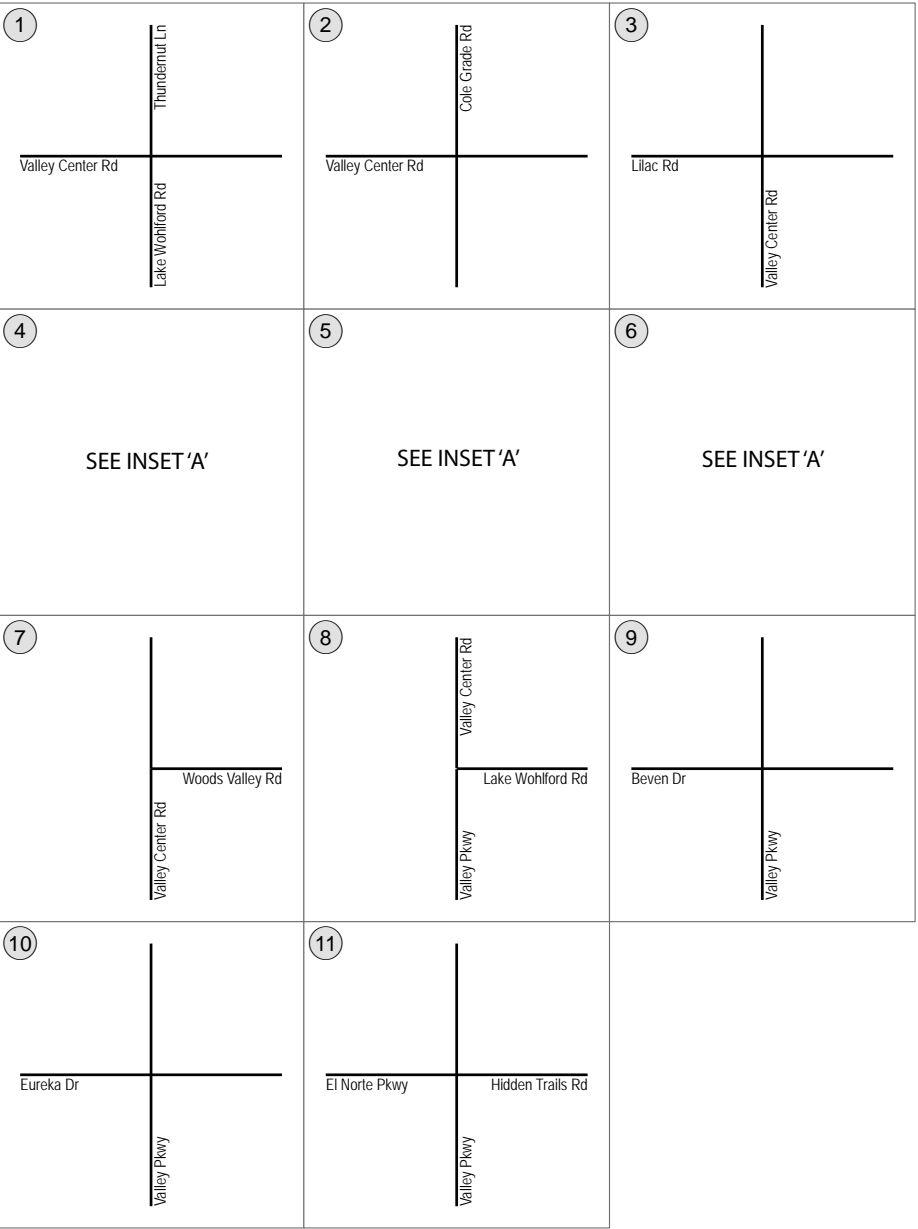 1
Thundernut Ln
Valley Center Rd
Lake Wohlford Rd
2
Cole Grade Rd
Valley Center Rd
3
Lilac Rd
Valley Center Rd
4
SEE INSET ‘A’
5
SEE INSET ‘A’
6
SEE INSET ‘A’
7
Woods Valley Rd
Valley Center Rd
8
Valley Center Rd
Lake Wohlford Rd
Valley Pkwy
9
Beven Dr
Valley Pkwy
10
Eureka Dr
Valley Pkwy
11
El Norte Pkwy
Hidden Trails Rd
Valley Pkwy